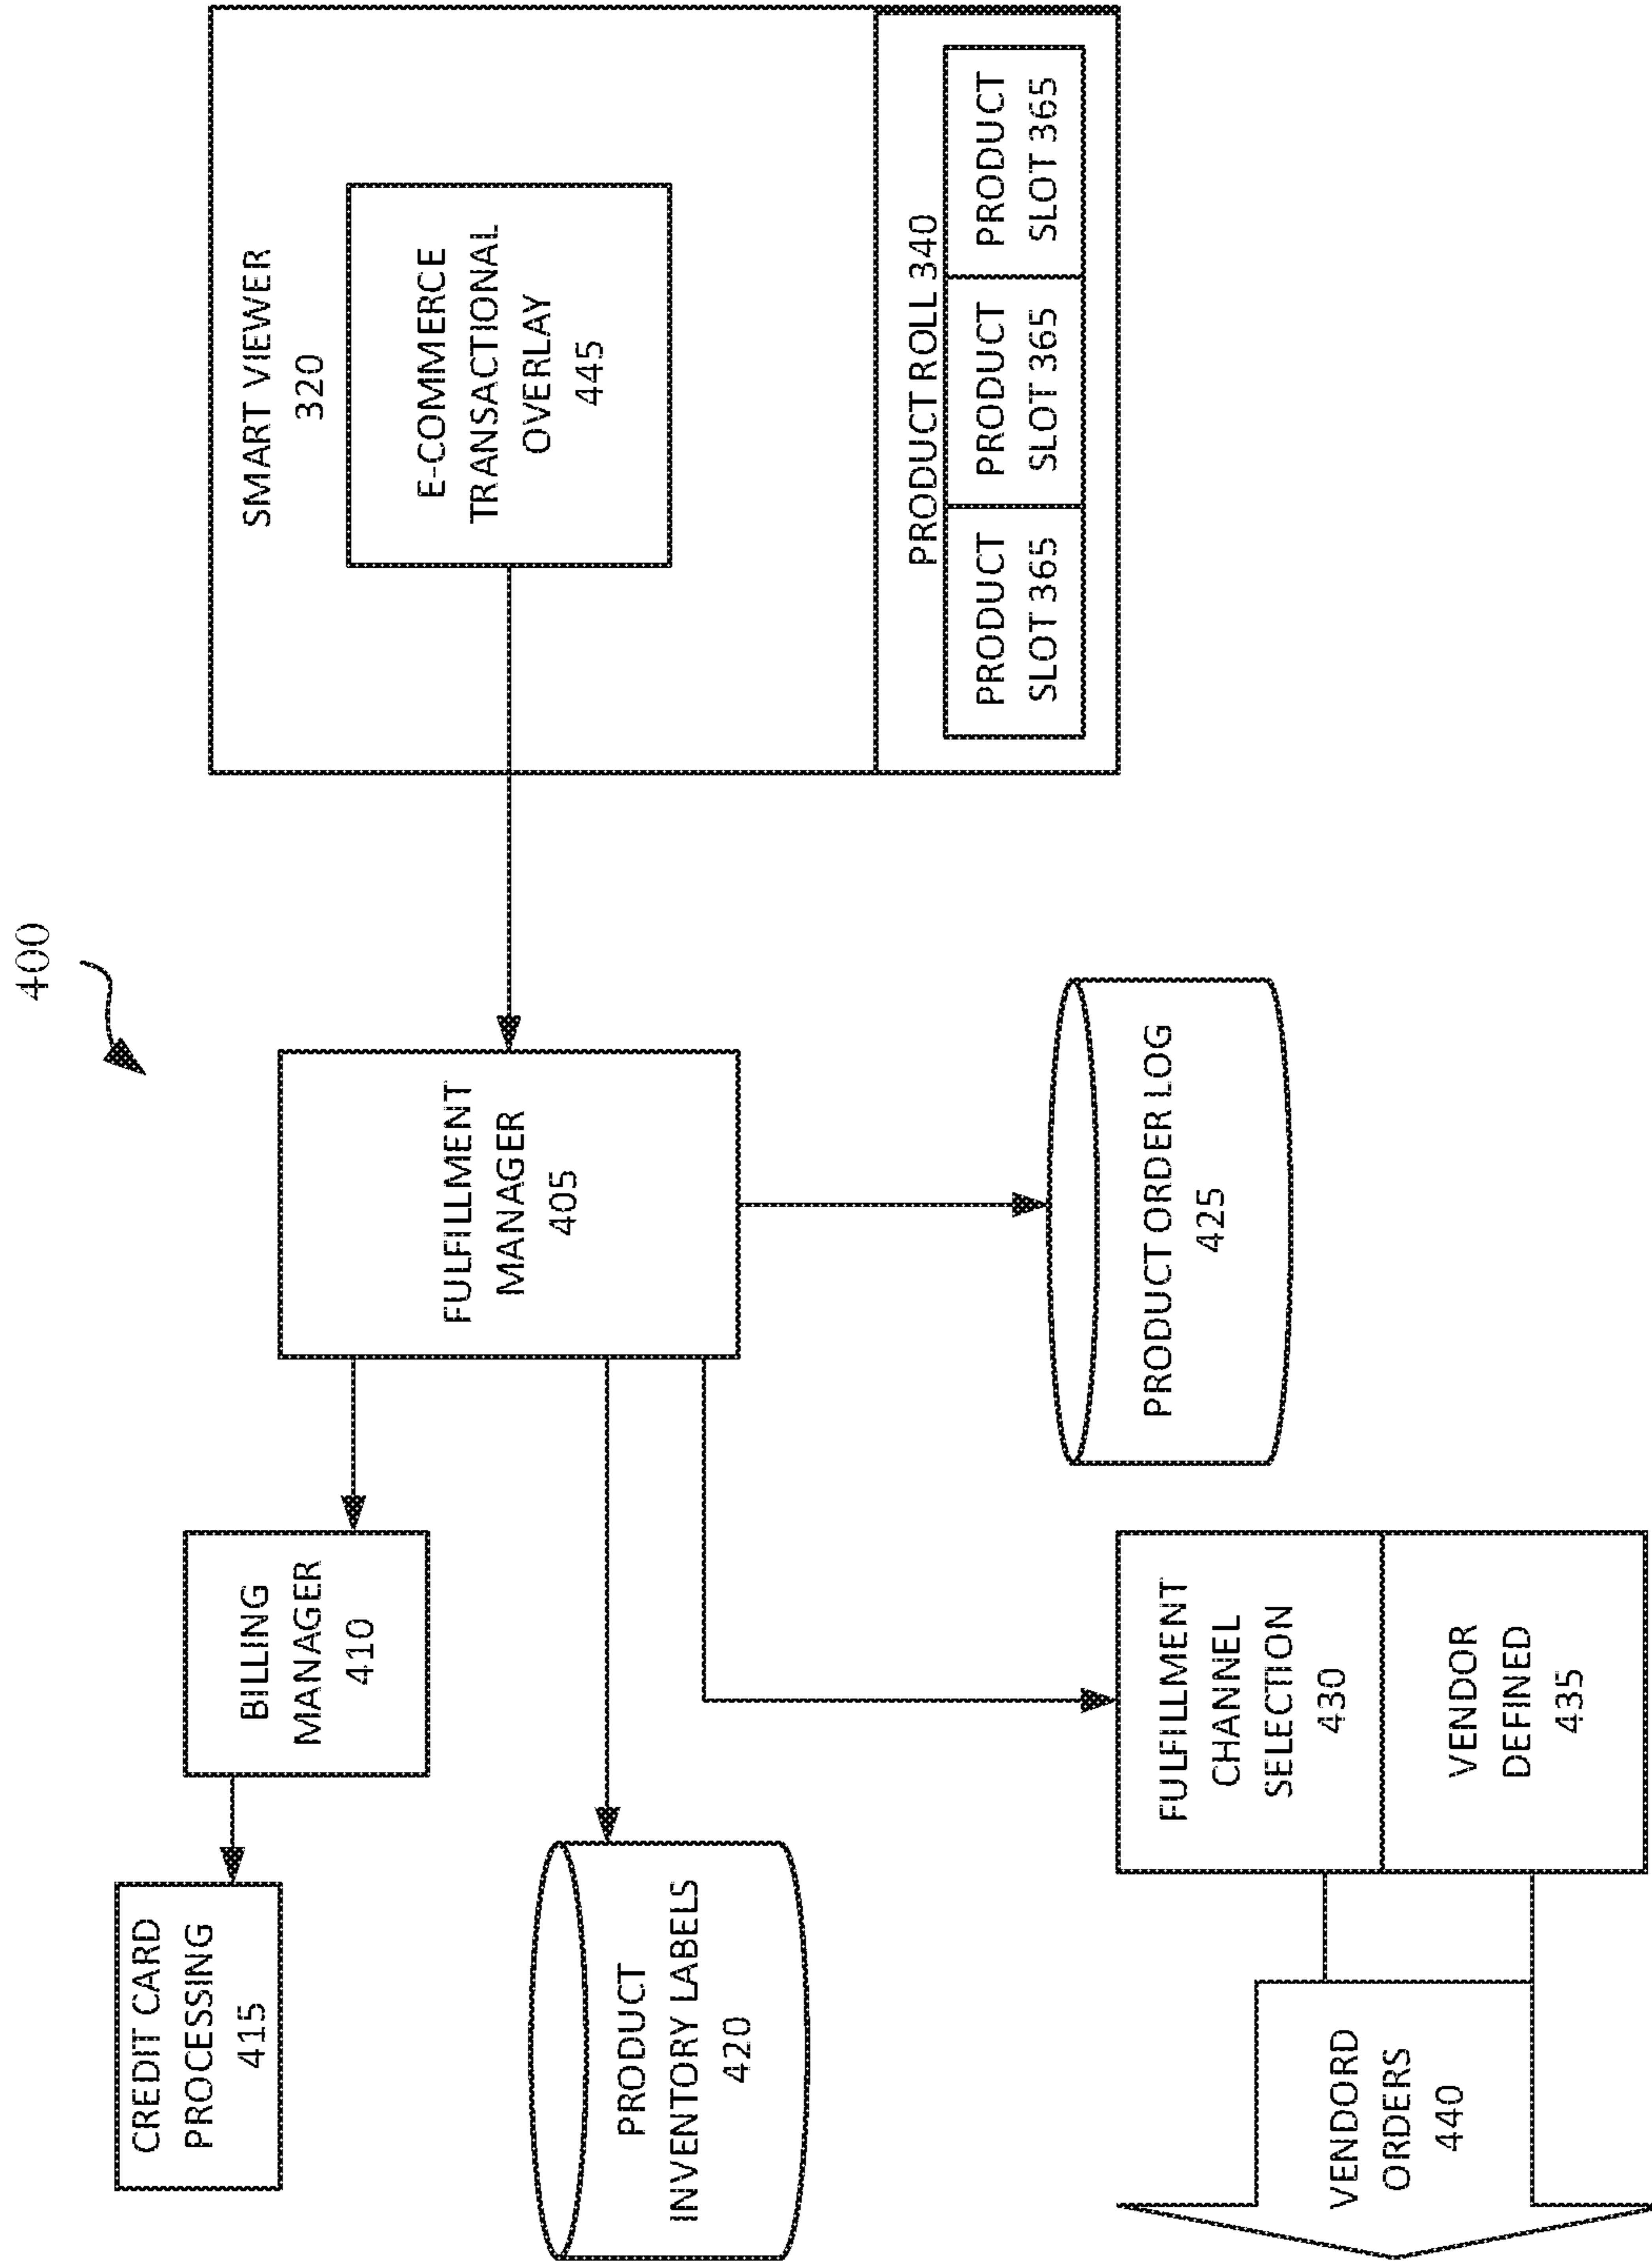 400
CREDIT CARD
PROCESSING
415
BILLING
MANAGER
410
FULFILLMENT
MANAGER
405
SMART VIEWER
320
E-COMMERCE
TRANSACTIONAL
OVERLAY
445
PRODUCT
INVENTORY LABELS
420
PRODUCT ORDER LOG
425
PRODUCT ROLL 340
PRODUCT
SLOT 365
PRODUCT
SLOT 365
PRODUCT
SLOT 365
FULFILLMENT
CHANNEL
SELECTION
430
VENDOR
DEFINED
435
VENDORD
ORDERS
440